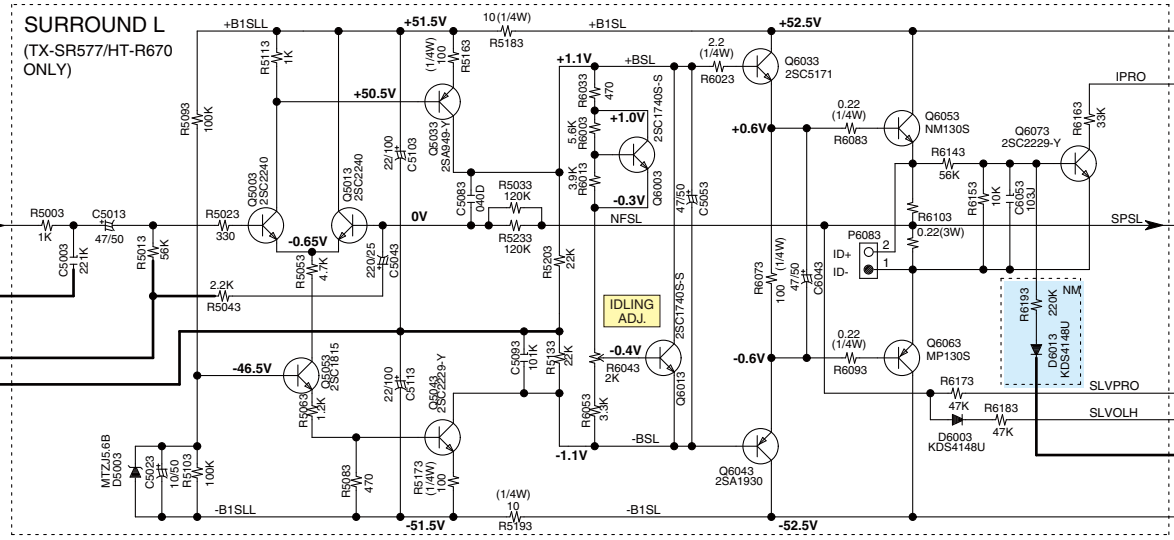 SURROUND L
(TX-SR577/HT-R670
ONLY)
+B1SLL
+51.5V
10(1/4W)
R5183
+B1SL
+52.5V
R5113
1K
(1/4W)
100
R5163
+1.1V
+BSL
2.2
(1/4W)
R6023
Q6033
2SC5171
IPRO
R5093
100K
+50.5V
Q5033
2SA949-Y
22/100
C5103
R6033
470
+1.0V
5.6K
R6003
2SC1740S-S
Q6003
3.9K
R6013
-0.3V
47/50
C5053
+0.6V
0.22
(1/4W)
R6083
Q6053
NM130S
Q6073
2SC2229-Y
R6163
33K
R6143
56K
R6153
10K
C6053
103J
Q5003
2SC2240
Q5013
2SC2240
C5083
040D
R5033
120K
R5233
120K
NFSL
R5003
1K
C5013
47/50
R5023
330
0V
R6103
0.22(3W)
SPSL
C5003
221K
R5013
56K
-0.65V
R5053
4.7K
220/25
C5043
R5203
22K
P6083
ID+
2
ID-
1
2.2K
R5043
IDLING
ADJ.
2SC1740S-S
R6073
100 (1/4W)
47/50
C6043
NM
R6193
220K
D6013
KDS4148U
C5093
101K
R5133
22K
-0.4V
R6043
2K
Q6013
-0.6V
0.22
(1/4W)
R6093
Q6063
MP130S
-46.5V
Q5053
2SC1815
R5063
1.2K
22/100
C5113
Q5043
2SC2229-Y
R6053
3.3K
R6173
47K
SLVPRO
D6003
KDS4148U
R6183
47K
SLVOLH
-1.1V
-BSL
Q6043
2SA1930
MTZJ5.6B
D5003
C5023
10/50
R5103
100K
R5083
470
R5173
(1/4W)
100
-B1SLL
-51.5V
(1/4W)
10
R5193
-B1SL
-52.5V